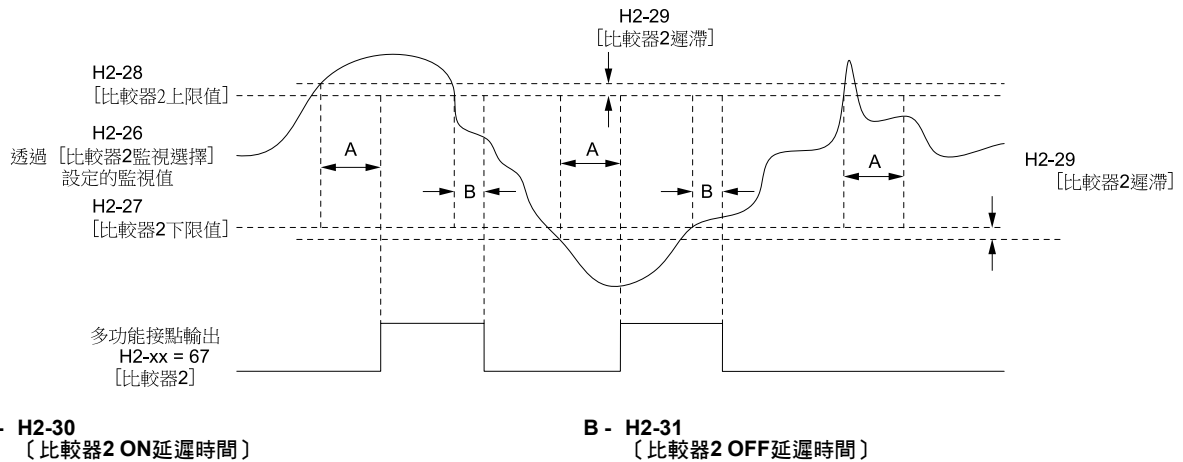 H2-29
［比較器2遲滯］
H2-28
［比較器2上限值］
H2-26
透過［比較器2監視選擇］
設定的監視值
H2-27
［比較器2下限值］
A
B
A
B
A
H2-29
［比較器2遲滯］
多功能接點輸出
H2-xx = 67
［比較器2］
- H2-30
〔比較器2 ON延遲時間〕
B - H2-31
〔比較器2 OFF延遲時間〕